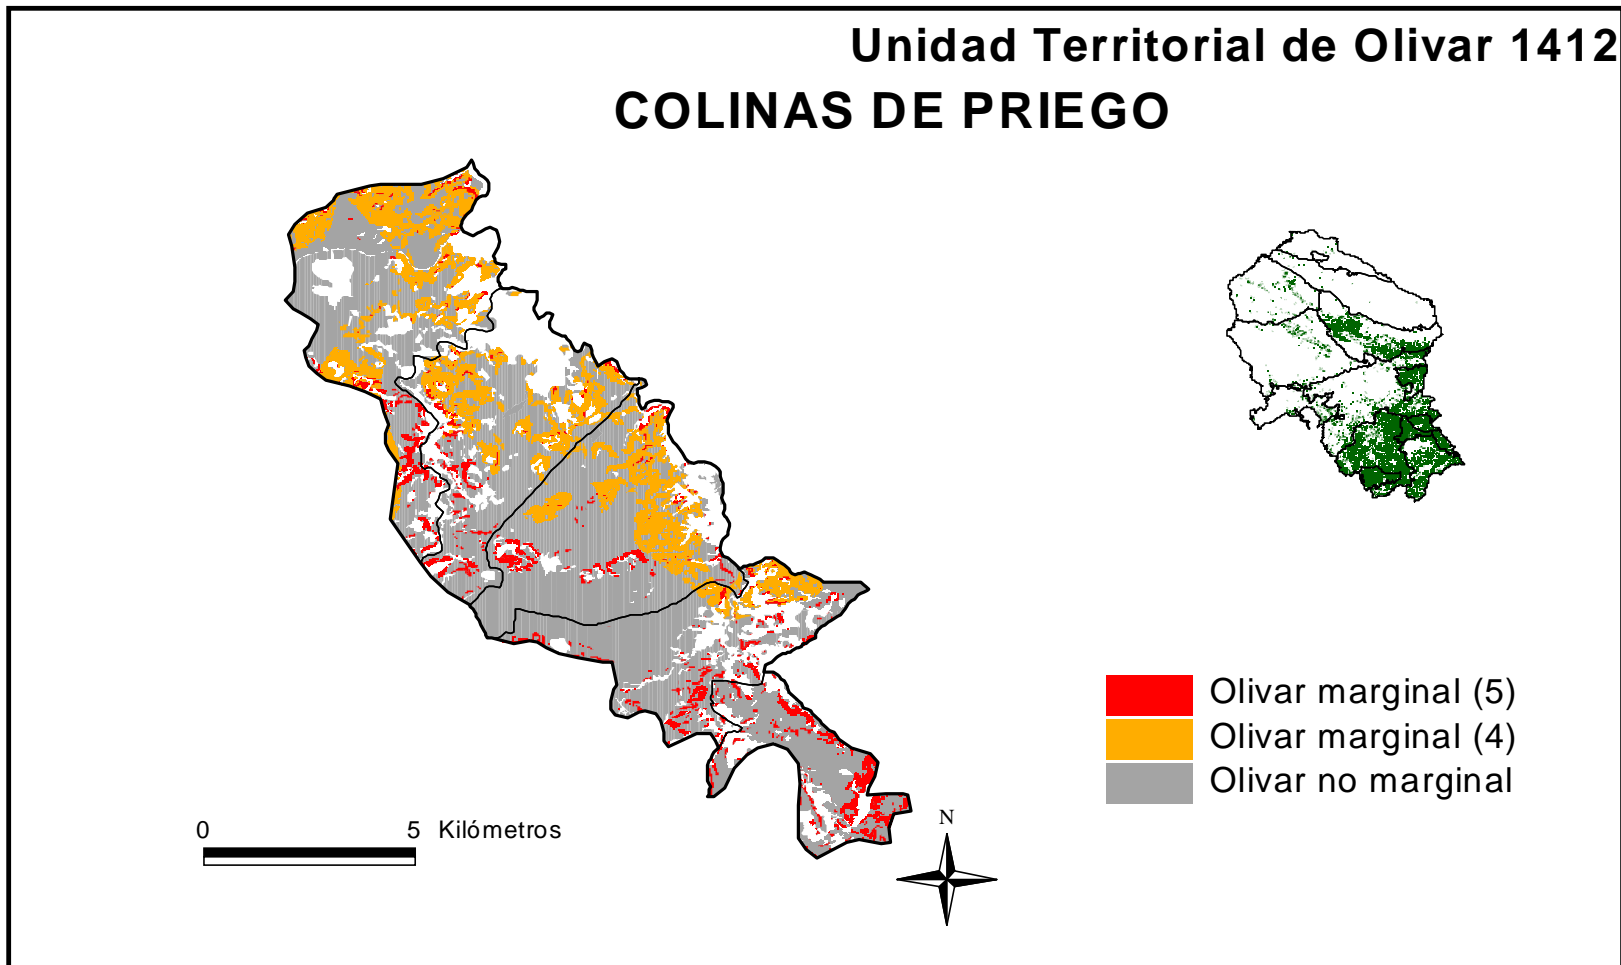 Unidad Territorial de Olivar 1412
COLINAS DE PRIEGO
Olivar marginal (5)
Olivar marginal (4)
Olivar no marginal
0 5 Kilómetros
N